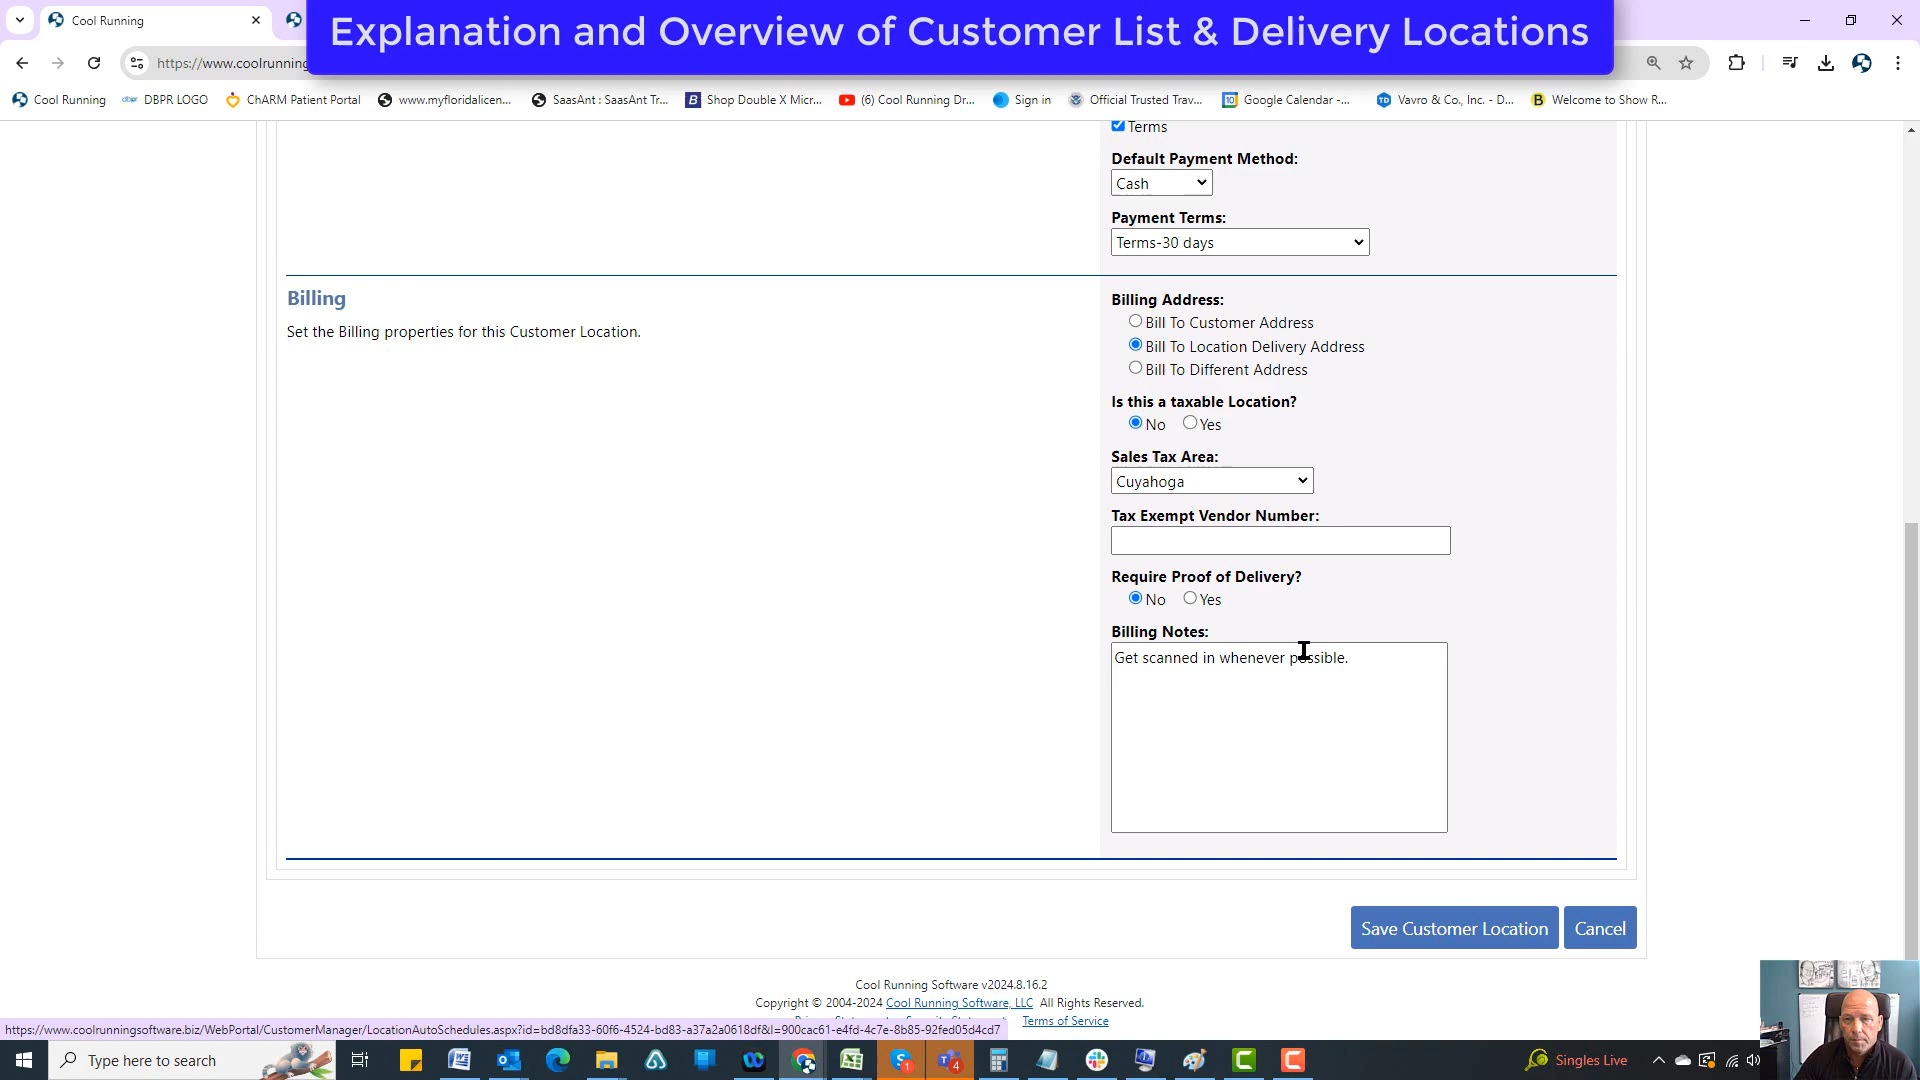 Cool Running
Explanation and Overview of Customer List & Delivery Locations
https://www.coolrunning
Cool Running
DBPR LOGO
ChARM Patient Portal
www.myfloridalicen...
SaasAnt : SaasAnt Tr...
Shop Double X Micr...
(6) Cool Running Dr...
Sign in
Official Trusted Trav...
Google Calendar -...
Vavro & Co., Inc. - D...
Welcome to Show R...
Terms
Default Payment Method:
Cash
Payment Terms:
Terms-30 days
Billing
Set the Billing properties for this Customer Location.
Billing Address:
Bill To Customer Address
Bill To Location Delivery Address
Bill To Different Address
Is this a taxable Location?
No Yes
Sales Tax Area:
Cuyahoga
Tax Exempt Vendor Number:
Require Proof of Delivery?
No Yes
Billing Notes:
Get scanned in whenever possible.
Save Customer Location
Cancel
Cool Running Software v2024.8.16.2
Copyright © 2004-2024 Cool Running Software, LLC All Rights Reserved.
Terms of Service
https://www.coolrunningsoftware.biz/WebPortal/CustomerManager/LocationAutoSchedules.aspx?id=bd8dfa33-60f6-4524-bd83-a37a2a0618df&l=900cac61-e4fd-4c7e-8b85-92fed05d4cd7
Type here to search
Singles Live